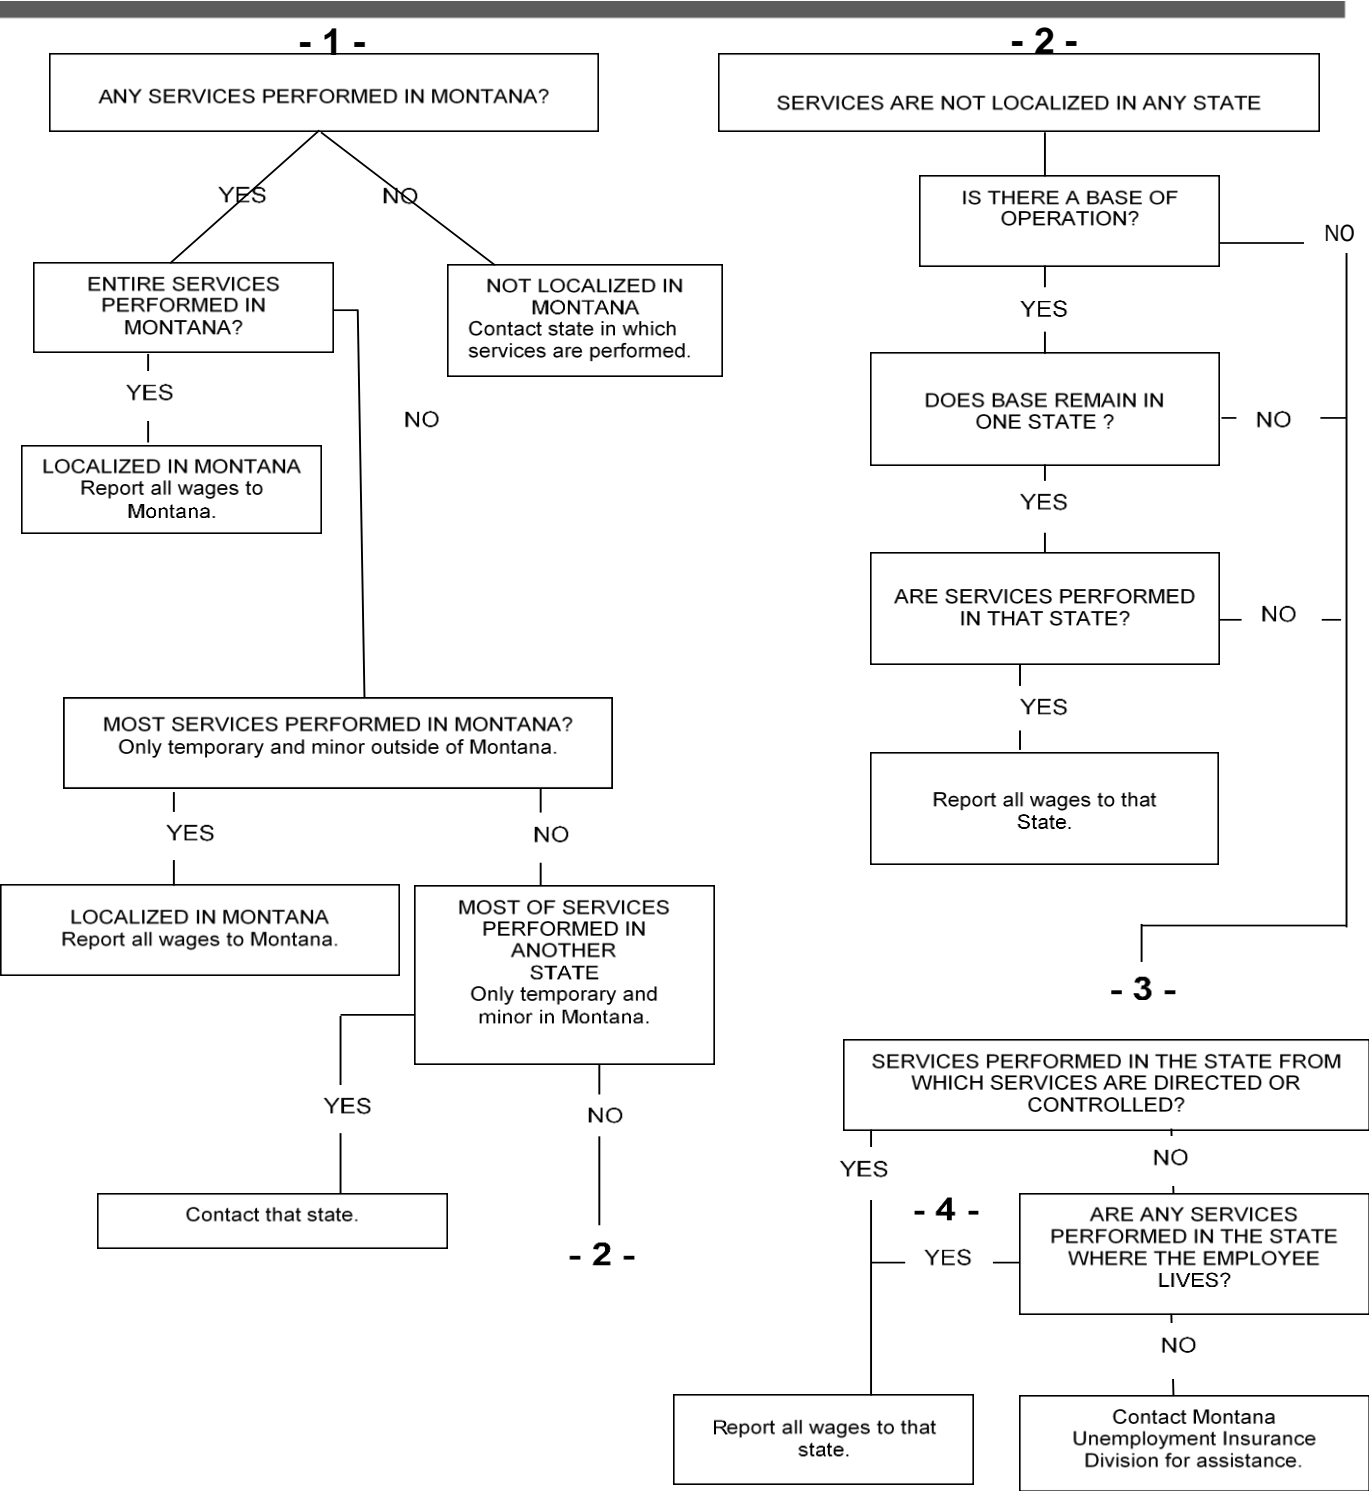 - 1 -
ANY SERVICES PERFORMED IN MONTANA?
YES
NO
ENTIRE SERVICES
PERFORMED IN
MONTANA?
NOT LOCALIZED IN
MONTANA
Contact state in which
services are performed.
YES
NO
LOCALIZED IN MONTANA
Report all wages to
Montana.
MOST SERVICES PERFORMED IN MONTANA?
Only temporary and minor outside of Montana.
YES
NO
LOCALIZED IN MONTANA
Report all wages to Montana.
MOST OF SERVICES
PERFORMED IN
ANOTHER
STATE
Only temporary and
minor in Montana.
YES
NO
Contact that state.
- 2 -
- 2 -
SERVICES ARE NOT LOCALIZED IN ANY STATE
IS THERE A BASE OF
OPERATION?
NO
YES
DOES BASE REMAIN IN
ONE STATE ?
NO
YES
ARE SERVICES PERFORMED
IN THAT STATE?
NO
YES
Report all wages to that
State.
- 3 -
SERVICES PERFORMED IN THE STATE FROM
WHICH SERVICES ARE DIRECTED OR
CONTROLLED?
YES
NO
- 4 -
ARE ANY SERVICES
PERFORMED IN THE STATE
WHERE THE EMPLOYEE
LIVES?
YES
NO
Report all wages to that
state.
Contact Montana
Unemployment Insurance
Division for assistance.